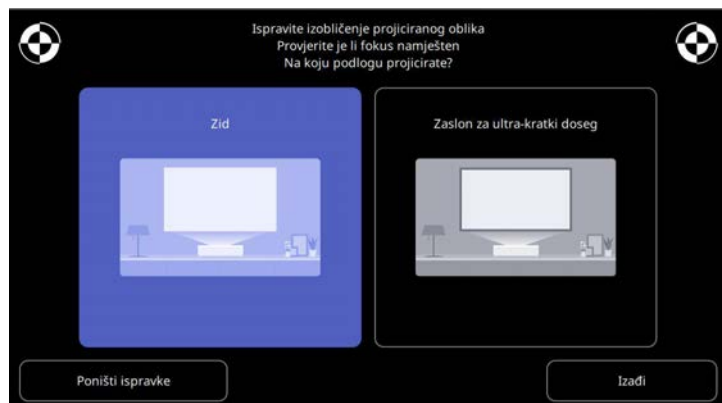 Ispravite izobličenje projiciranog oblika
Provjerite je li fokus namješten
Na koju podlogu projicirate?
Zid
Zaslon za ultra-kratki doseg
Poništi ispravke
Izađi